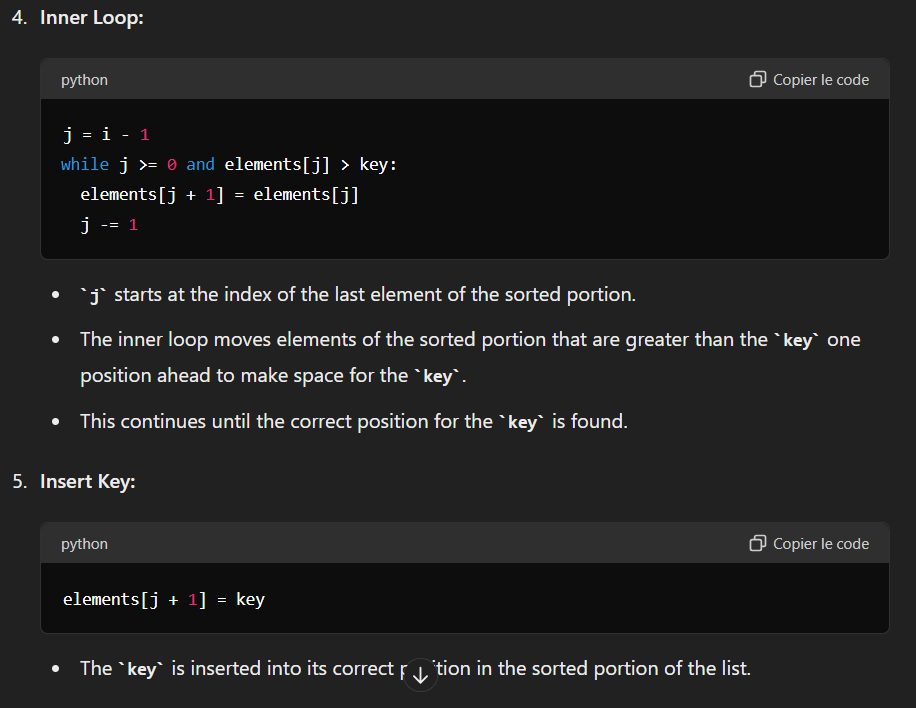 4. Inner Loop:
python Copier le code
j = i - 1
while j >= 0 and elements[j] > key:
elements[j + 1] = elements[j]
j -= 1
• `j` starts at the index of the last element of the sorted portion.
• The inner loop moves elements of the sorted portion that are greater than the `key` one
position ahead to make space for the `key`.
• This continues until the correct position for the `key` is found.
5. Insert Key:
python Copier le code
elements[j + 1] = key
• The `key` is inserted into its correct in the sorted portion of the list.